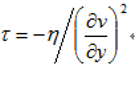 τ = −η/(∂v/∂y)²